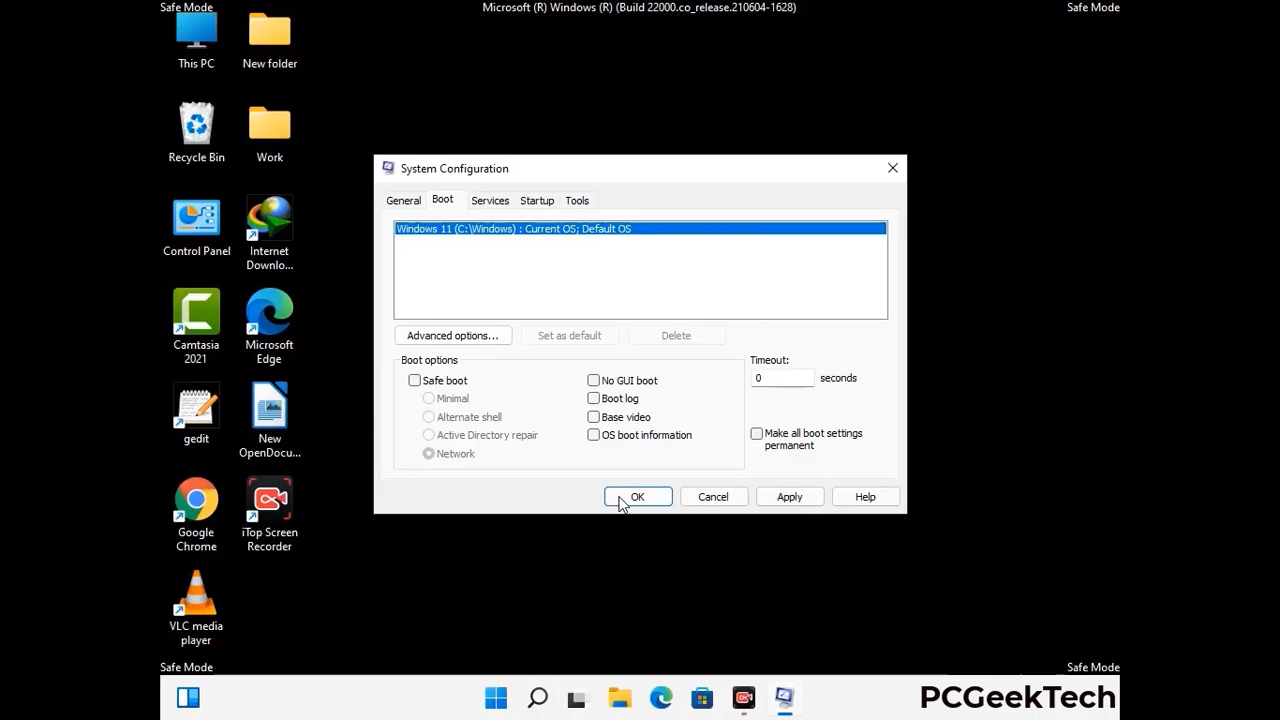 Safe Mode
Microsoft (R) Windows (R) (Build 22000.co_release.210604-1628)
Safe Mode
This PC
New folder
Recycle Bin
Work
Control Panel
Internet
Downlo...
Camtasia
2021
Microsoft
Edge
gedit
New
OpenDocu...
Google
Chrome
iTop Screen
Recorder
VLC media
player
System Configuration
General
Boot
Services
Startup
Tools
Windows 11 (C:\Windows) : Current OS; Default OS
Advanced options...
Set as default
Delete
Boot options
Safe boot
Minimal
Alternate shell
Active Directory repair
Network
No GUI boot
Boot log
Base video
OS boot information
Timeout:
0 seconds
Make all boot settings
permanent
OK
Cancel
Apply
Help
Safe Mode
Safe Mode
PCGeekTech